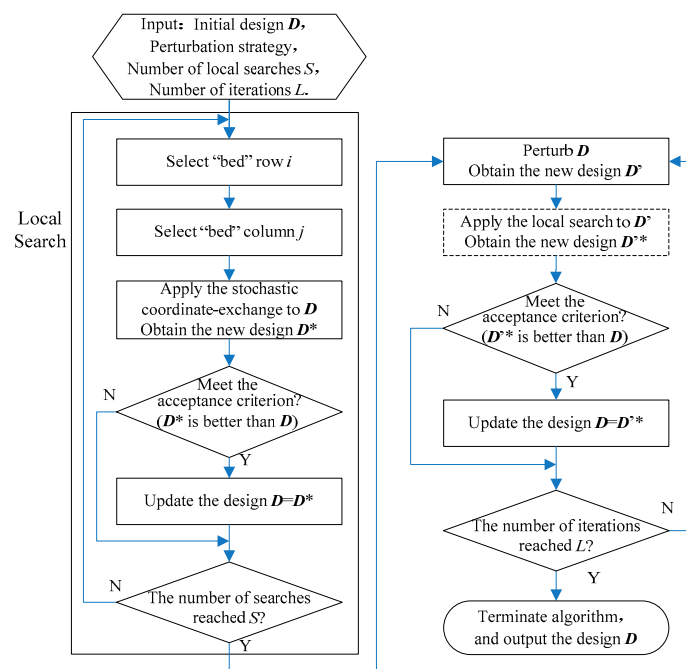 Input: Initial design D,
Perturbation strategy,
Number of local searches S,
Number of iterations L.
Local
Search
Select “bed” row i
Select “bed” column j
Apply the stochastic
coordinate-exchange to D
Obtain the new design D*
Meet the
acceptance criterion?
(D* is better than D)
N
Y
Update the design D=D*
The number of searches
reached S?
N
Y
Perturb D
Obtain the new design D’
Apply the local search to D’
Obtain the new design D’*
Meet the
acceptance criterion?
(D’* is better than D)
N
Y
Update the design D=D’*
The number of iterations
reached L?
N
Y
Terminate algorithm,
and output the design D